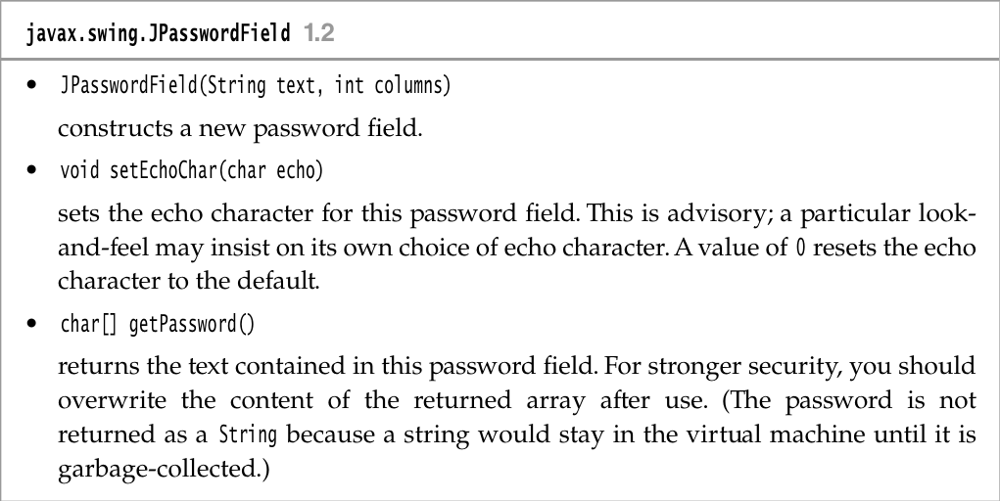 javax.swing.JPasswordField 1.2
• JPasswordField(String text, int columns)
constructs a new password field.
• void setEchoChar(char echo)
sets the echo character for this password field. This is advisory; a particular look-
and-feel may insist on its own choice of echo character. A value of 0 resets the echo
character to the default.
• char[] getPassword()
returns the text contained in this password field. For stronger security, you should
overwrite the content of the returned array after use. (The password is not
returned as a String because a string would stay in the virtual machine until it is
garbage-collected.)